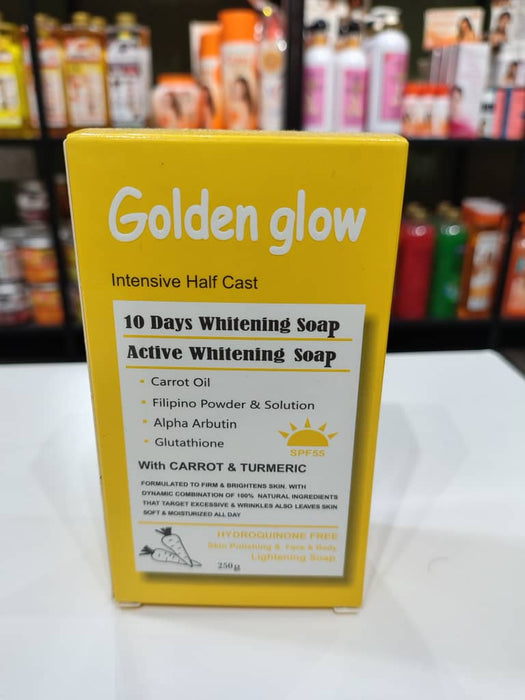 Golden glow
Intensive Half Cast
10 Days Whitening Soap
Active Whitening Soap
• Carrot Oil
• Filipino Powder & Solution
• Alpha Arbutin
• Glutathione
SPF55
With CARROT & TURMERIC
FORMULATED TO FIRM & BRIGHTENS SKIN. WITH
DYNAMIC COMBINATION OF 100% NATURAL INGREDIENTS
THAT TARGET EXCESSIVE & WRINKLES ALSO LEAVES SKIN
SOFT & MOISTURIZED ALL DAY
HYDROQUINONE FREE
Skin Polishing & Face & Body
Lightening Soap
250g